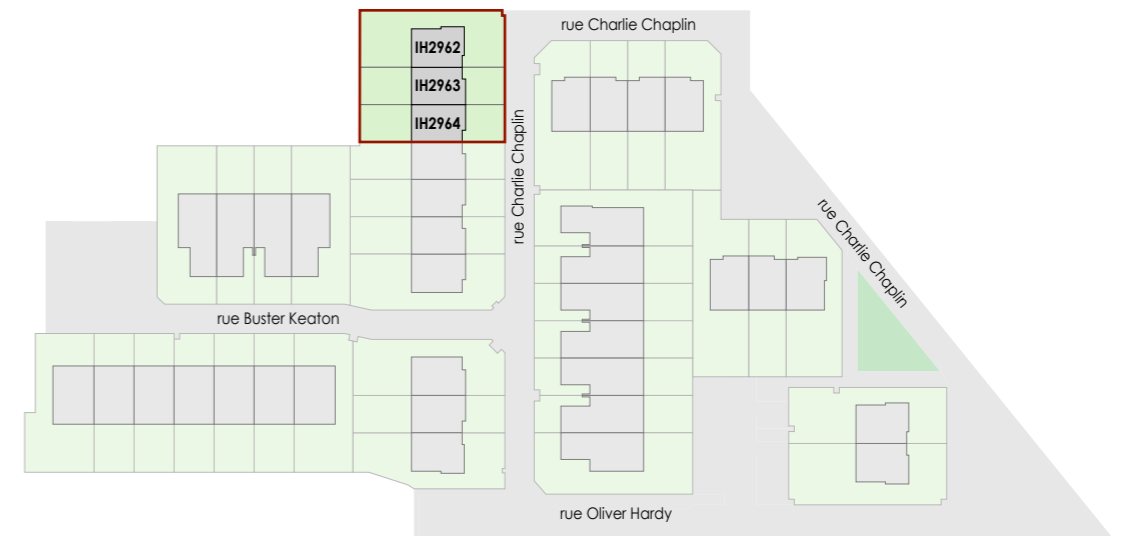 rue Charlie Chaplin
IH2962
IH2963
IH2964
rue Charlie Chaplin
rue Charlie Chaplin
rue Buster Keaton
rue Oliver Hardy